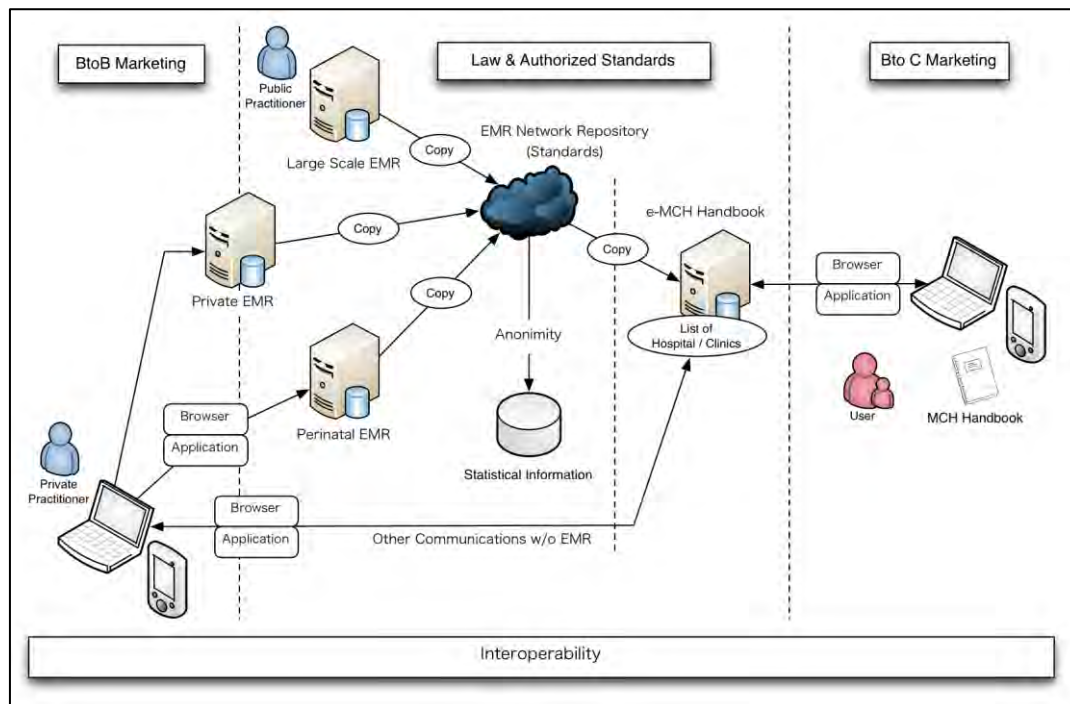 BtoB Marketing
Law & Authorized Standards
Bto C Marketing
Public
Practitioner
Large Scale EMR
Copy
EMR Network Repository
(Standards)
Copy
Private EMR
Copy
Copy
e-MCH Handbook
Browser
Application
List of
Hospital / Clinics
Anonimity
Perinatal EMR
Statistical Information
User
MCH Handbook
Browser
Application
Private
Practitioner
Browser
Application
Other Communications w/o EMR
Interoperability